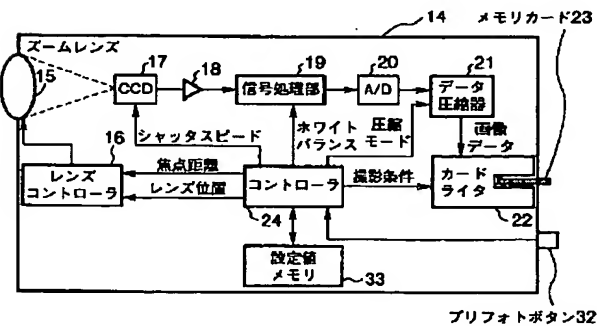 14
メモリカード23
ズームレンズ
15
17
CCD
18
19
信号処理部
20
A/D
21
データ
圧縮器
シャッタスピード
ホワイト
バランス
圧縮
モード
画像
データ
16
レンズ
コントローラ
焦点距離
レンズ位置
コントローラ
24
撮影条件
カード
ライタ
22
設定値
メモリ
33
プリフォトボタン32